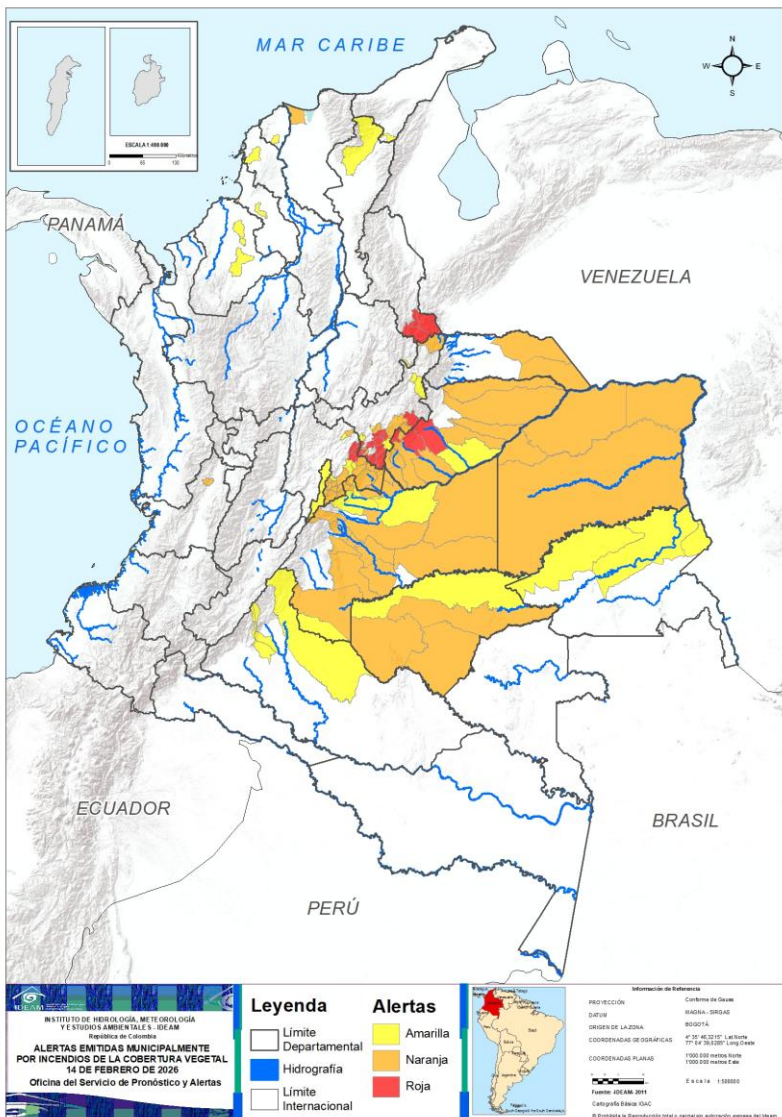 MAR CARIBE
N
W
E
S
ESCALA 1:400.000
PANAMÁ
VENEZUELA
OCÉANO
PACÍFICO
ECUADOR
BRASIL
PERÚ
IDEAM
INSTITUTO DE HIDROLOGÍA, METEOROLOGÍA
Y ESTUDIOS AMBIENTALES - IDEAM
República de Colombia
ALERTAS EMITIDAS MUNICIPALMENTE
POR INCENDIOS DE LA COBERTURA VEGETAL
14 DE FEBRERO DE 2026
Oficina del Servicio de Pronóstico y Alertas
Leyenda
Límite
Departamental
Hidrografía
Límite
Internacional
Alertas
Amarilla
Naranja
Roja
Información de Referencia
PROYECCIÓN Conforme de Gauss
DATUM MAGNA - SIRGAS
ORIGEN DE LA ZONA BOGOTÁ
COORDENADAS GEOGRÁFICAS
COORDENADAS PLANAS 1'000.000 metros Norte
1'000.000 metros Este
Fuente: IDEAM 2011
Cartografía Básica IGAC